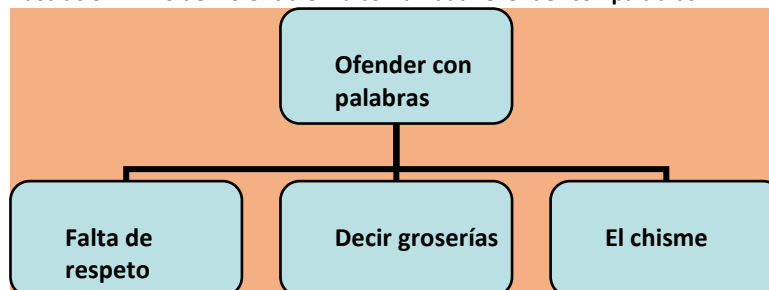 Ofender con
palabras
Falta de
respeto
Decir groserías
El chisme